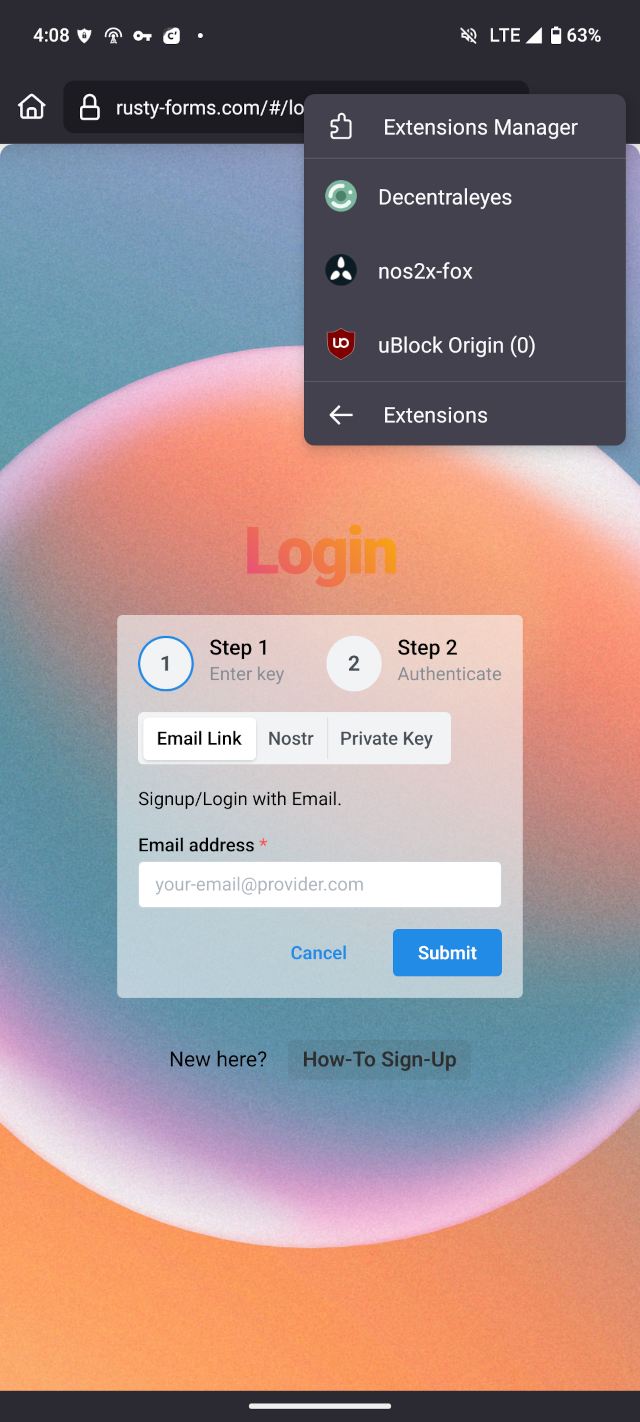 4:08 LTE 63%
rusty-forms.com/#/lo
Extensions Manager
Decentraleyes
nos2x-fox
uBlock Origin (0)
Extensions
Login
1 Step 1 2 Step 2
Enter key Authenticate
Email Link Nostr Private Key
Signup/Login with Email.
Email address *
your-email@provider.com
Cancel Submit
New here? How-To Sign-Up